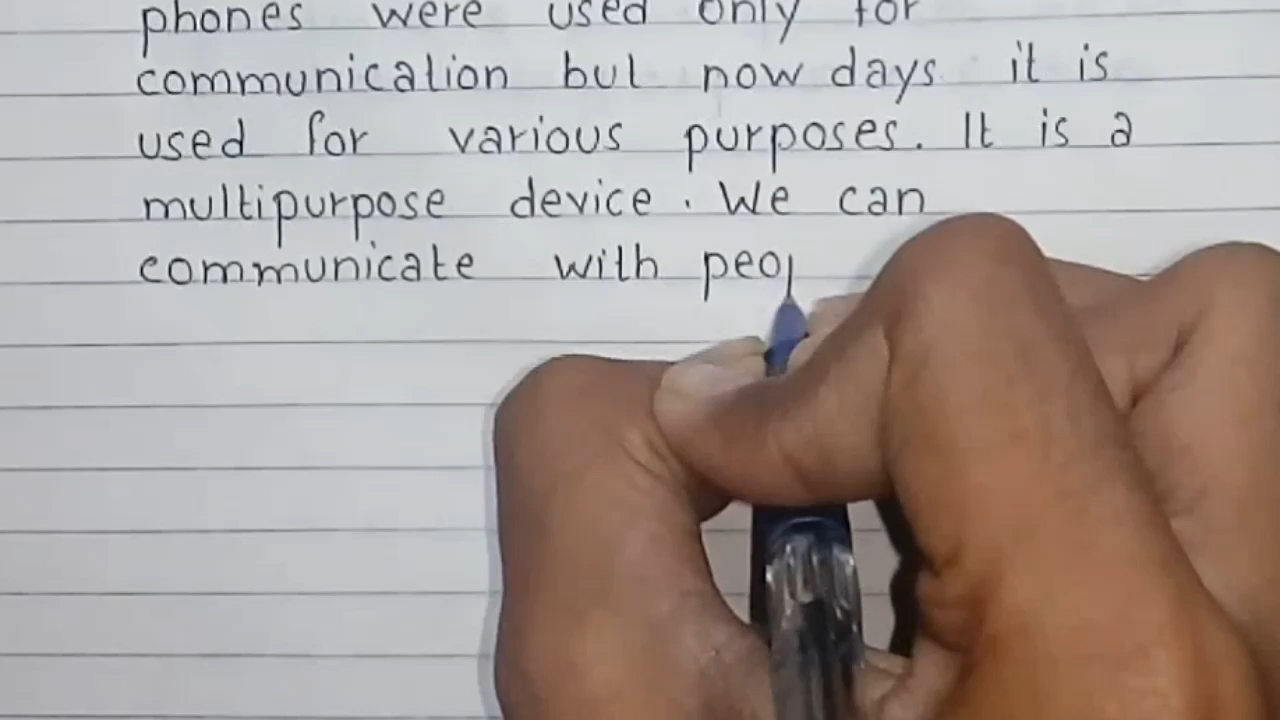 phones were used only for
communication but now days it is
used for various purposes. It is a
multipurpose device. We can
communicate with peo